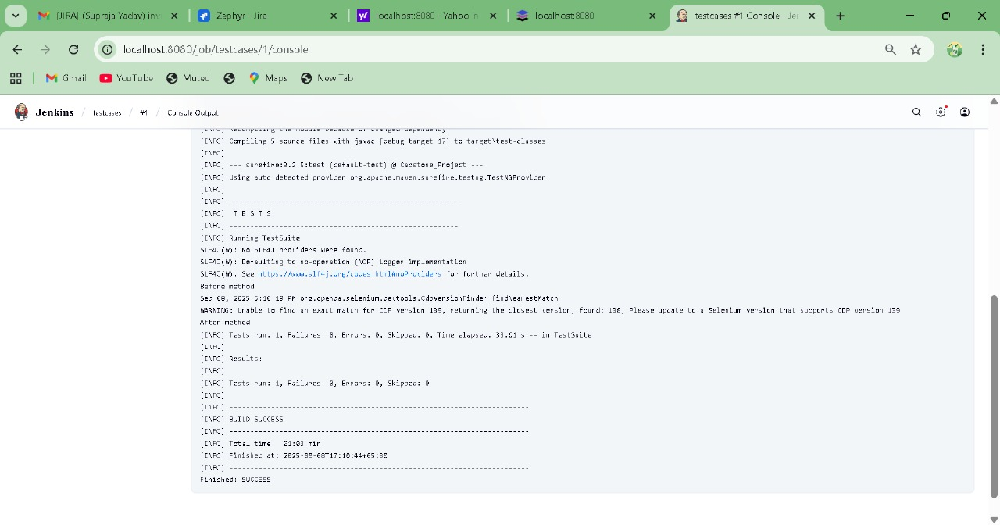 [JIRA] (Supraja Yadav) inv
Zephyr - Jira
localhost:8080 - Yahoo In
localhost:8080
testcases #1 Console - Jen
localhost:8080/job/testcases/1/console
Gmail
YouTube
Muted
Maps
New Tab
Jenkins / testcases / #1 / Console Output
[INFO] Recompiling the module because of changed dependency.
[INFO] Compiling 5 source files with javac [debug target 17] to target\test-classes
[INFO]
[INFO] --- surefire:3.2.5:test (default-test) @ Capstone_Project ---
[INFO] Using auto detected provider org.apache.maven.surefire.testng.TestNGProvider
[INFO]
[INFO] -------------------------------------------------------
[INFO]  T E S T S
[INFO] -------------------------------------------------------
[INFO] Running TestSuite
SLF4J(W): No SLF4J providers were found.
SLF4J(W): Defaulting to no-operation (NOP) logger implementation
SLF4J(W): See https://www.slf4j.org/codes.html#noProviders for further details.
Before method
Sep 08, 2025 5:10:19 PM org.openqa.selenium.devtools.CdpVersionFinder findNearestMatch
WARNING: Unable to find an exact match for CDP version 139, returning the closest version; found: 138; Please update to a Selenium version that supports CDP version 139
After method
[INFO] Tests run: 1, Failures: 0, Errors: 0, Skipped: 0, Time elapsed: 33.61 s -- in TestSuite
[INFO]
[INFO] Results:
[INFO]
[INFO] Tests run: 1, Failures: 0, Errors: 0, Skipped: 0
[INFO]
[INFO] ------------------------------------------------------------------------
[INFO] BUILD SUCCESS
[INFO] ------------------------------------------------------------------------
[INFO] Total time:  01:03 min
[INFO] Finished at: 2025-09-08T17:10:44+05:30
[INFO] ------------------------------------------------------------------------
Finished: SUCCESS